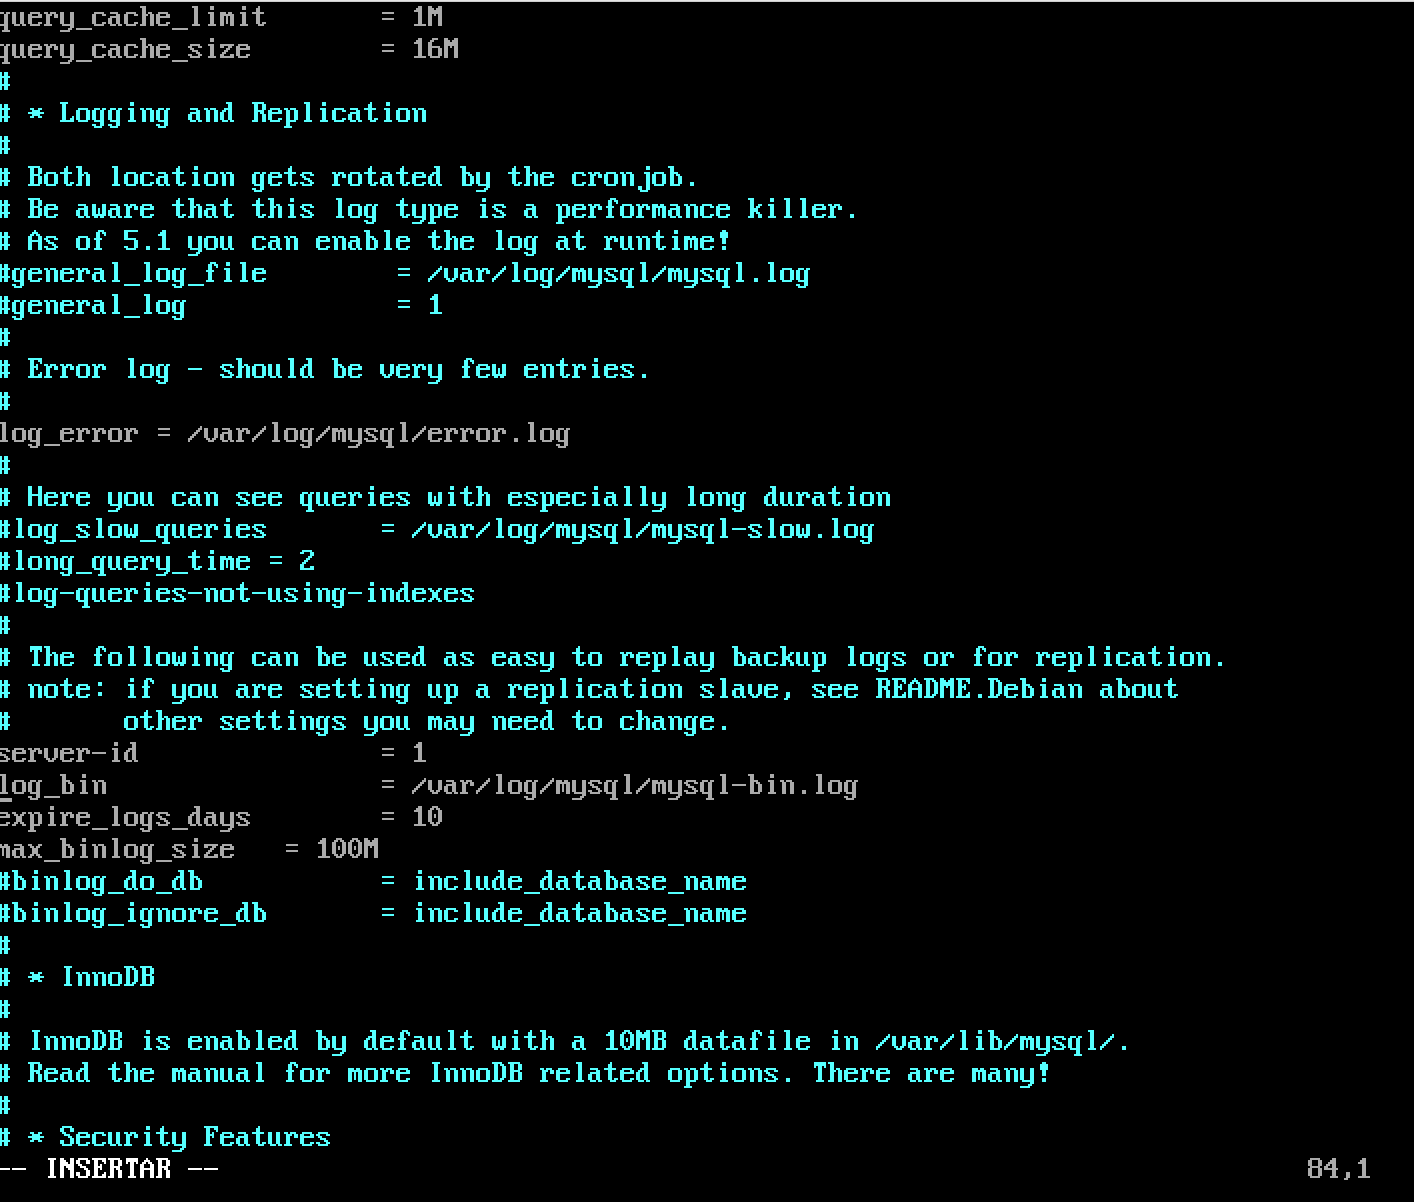 query_cache_limit       = 1M
query_cache_size        = 16M
#
# * Logging and Replication
#
# Both location gets rotated by the cronjob.
# Be aware that this log type is a performance killer.
# As of 5.1 you can enable the log at runtime!
#general_log_file        = /var/log/mysql/mysql.log
#general_log             = 1
#
# Error log - should be very few entries.
#
log_error = /var/log/mysql/error.log
#
# Here you can see queries with especially long duration
#log_slow_queries       = /var/log/mysql/mysql-slow.log
#long_query_time = 2
#log-queries-not-using-indexes
#
# The following can be used as easy to replay backup logs or for replication.
# note: if you are setting up a replication slave, see README.Debian about
#       other settings you may need to change.
server-id               = 1
log_bin                 = /var/log/mysql/mysql-bin.log
expire_logs_days        = 10
max_binlog_size   = 100M
#binlog_do_db           = include_database_name
#binlog_ignore_db       = include_database_name
#
# * InnoDB
#
# InnoDB is enabled by default with a 10MB datafile in /var/lib/mysql/.
# Read the manual for more InnoDB related options. There are many!
#
# * Security Features
-- INSERTAR --                                                                    84,1